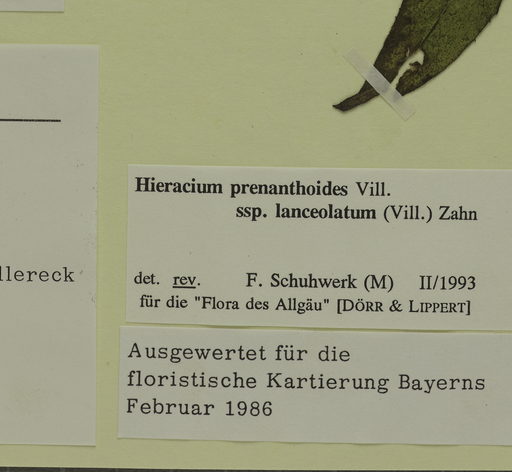 llereck
Hieracium prenanthoides Vill.
ssp. lanceolatum (Vill.) Zahn
det. rev. F. Schuhwerk (M) II/1993
für die "Flora des Allgäu" [DÖRR & LIPPERT]
Ausgewertet für die
floristische Kartierung Bayerns
Februar 1986